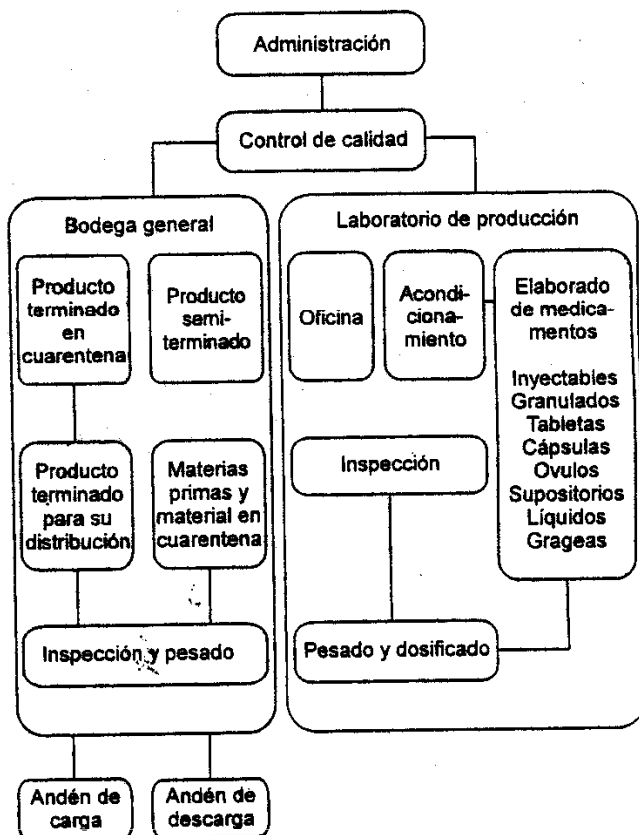 Administración
Control de calidad
Bodega general
Producto
terminado
en
cuarentena
Producto
semi-
terminado
Producto
terminado
para su
distribución
Materias
primas y
material en
cuarentena
Inspección y pesado
Andén de
carga
Andén de
descarga
Laboratorio de producción
Oficina
Acondi-
cionamiento
Elaborado
de medica-
mentos
Inyectables
Granulados
Tabletas
Cápsulas
Ovulos
Supositorios
Líquidos
Grageas
Inspección
Pesado y dosificado